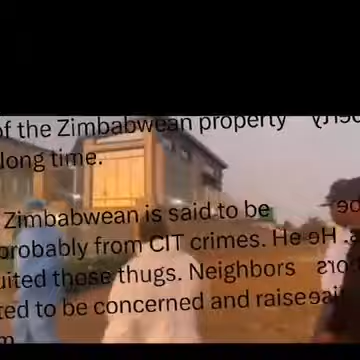 of the Zimbabwean property
long time.
Zimbabwean is said to be
probably from CIT crimes. He
uited those thugs. Neighbors
ted to be concerned and raise